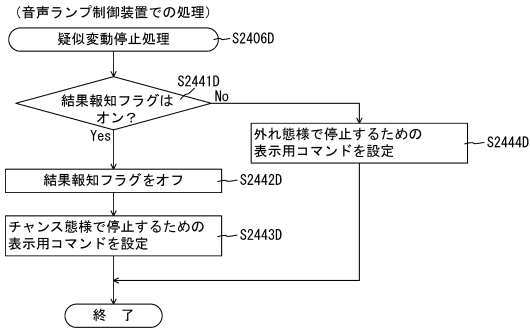 （音声ランプ制御装置での処理）
疑似変動停止処理
S2406D
S2441D
結果報知フラグは
オン？
No
Yes
外れ態様で停止するための
表示用コマンドを設定
S2444D
結果報知フラグをオフ
S2442D
チャンス態様で停止するための
表示用コマンドを設定
S2443D
終 了